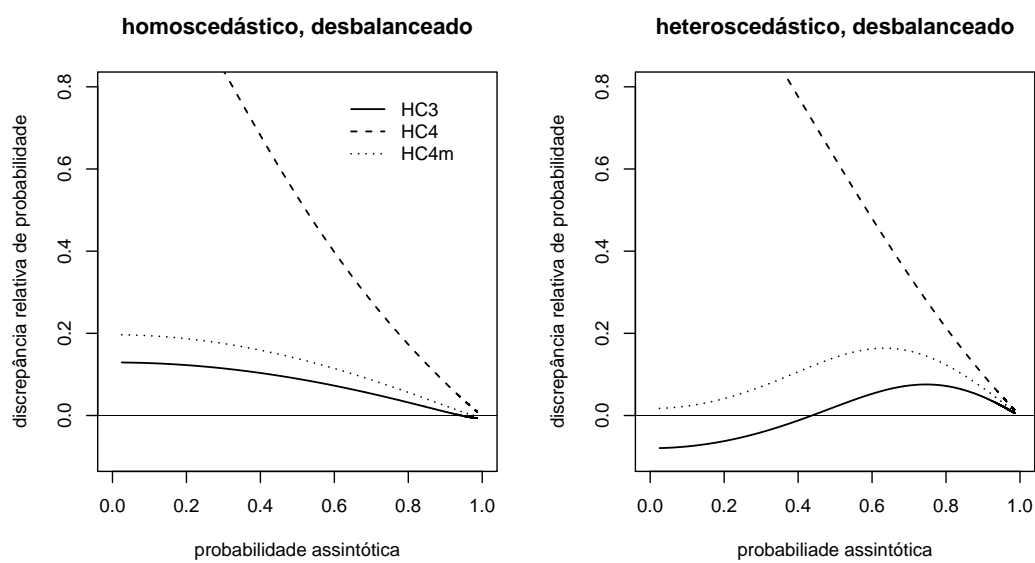 homoscedástico, desbalanceado
discrepância relativa de probabilidade
0.8
0.6
0.4
0.2
0.0
HC3
HC4
HC4m
0.0 0.2 0.4 0.6 0.8 1.0
probabilidade assintótica
heteroscedástico, desbalanceado
discrepância relativa de probabilidade
0.8
0.6
0.4
0.2
0.0
0.0 0.2 0.4 0.6 0.8 1.0
probabiliade assintótica